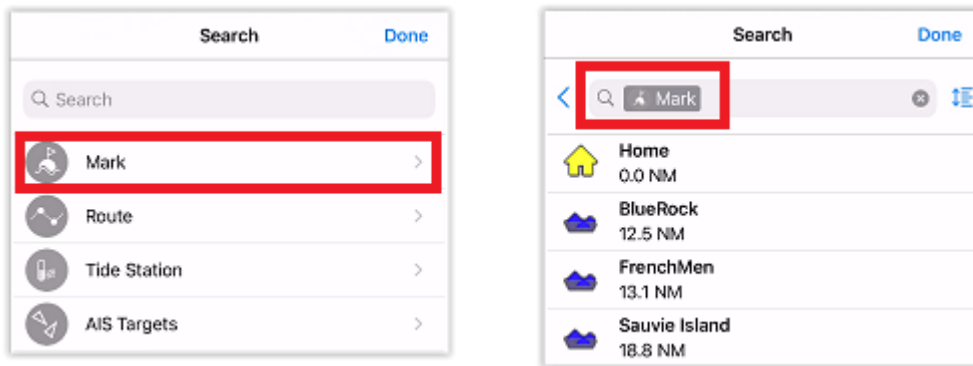 Search
Done
Search
Mark
Route
Tide Station
AIS Targets
Search
Done
Mark
Home
0.0 NM
BlueRock
12.5 NM
FrenchMen
13.1 NM
Sauvie Island
18.8 NM